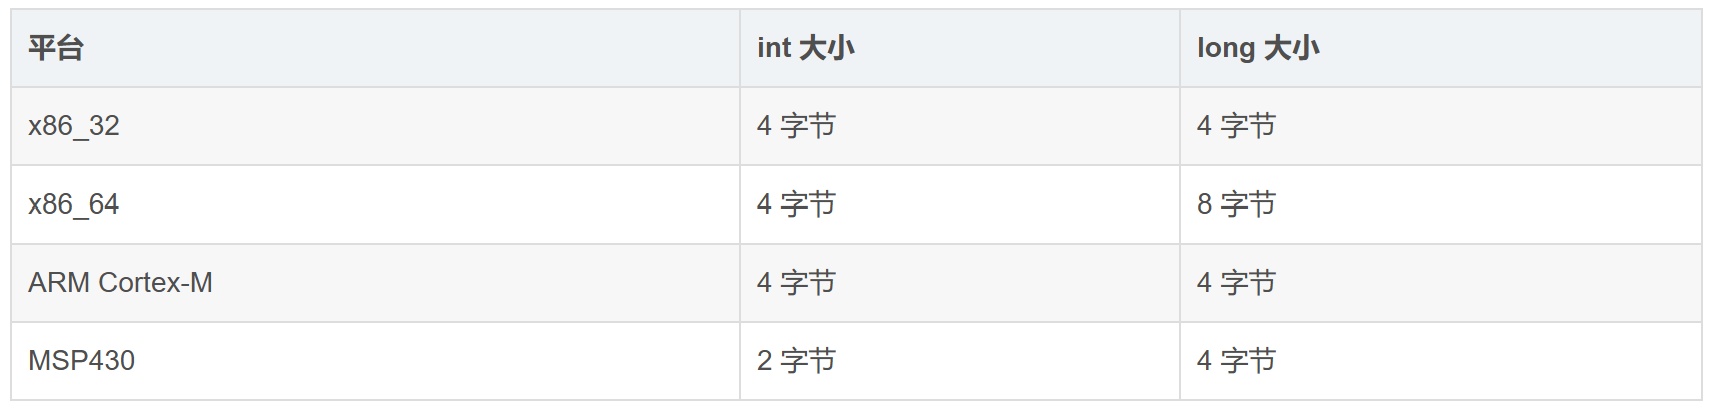 平台 int 大小 long 大小
x86_32 4 字节 4 字节
x86_64 4 字节 8 字节
ARM Cortex-M 4 字节 4 字节
MSP430 2 字节 4 字节